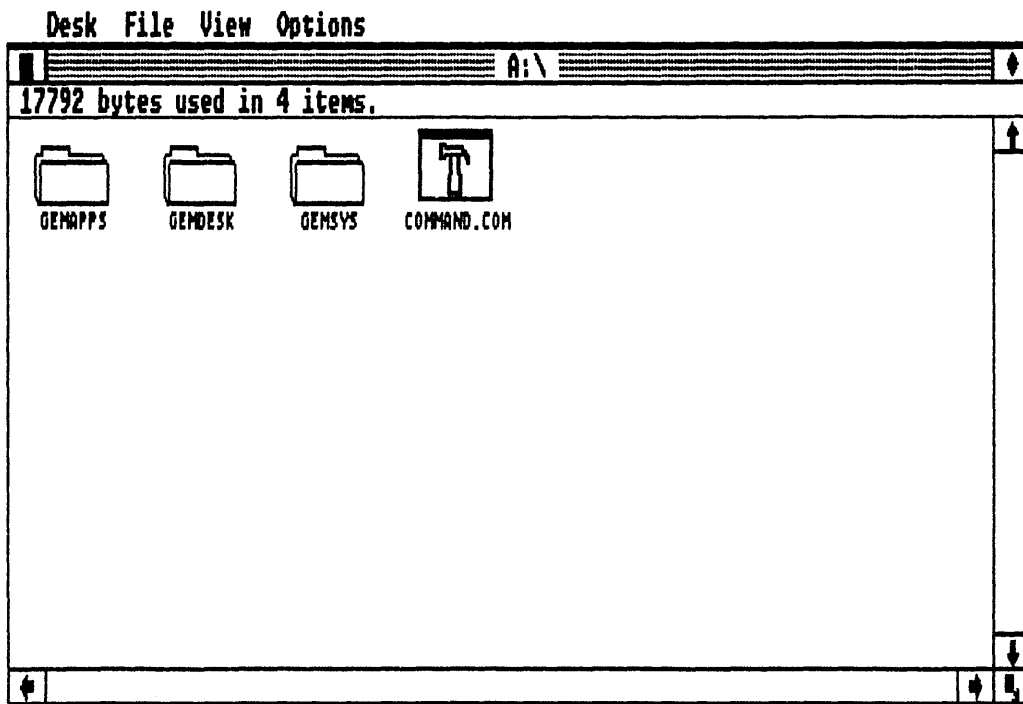 Desk File View Options
A:\
17792 bytes used in 4 items.
GEMAPPS GEMDESK GEMSYS COMMAND.COM